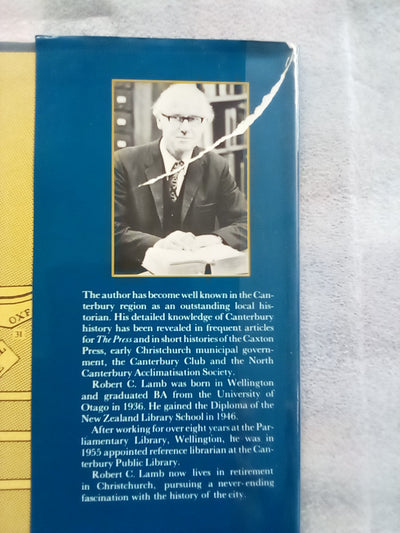 The author has become well known in the Can-
terbury region as an outstanding local his-
torian. His detailed knowledge of Canterbury
history has been revealed in frequent articles
for The Press and in short histories of the Caxton
Press, early Christchurch municipal govern-
ment, the Canterbury Club and the North
Canterbury Acclimatisation Society.
Robert C. Lamb was born in Wellington
and graduated BA from the University of
Otago in 1936. He gained the Diploma of the
New Zealand Library School in 1946.
After working for over eight years at the Par-
liamentary Library, Wellington, he was in
1955 appointed reference librarian at the Can-
terbury Public Library.
Robert C. Lamb now lives in retirement
in Christchurch, pursuing a never-ending
fascination with the history of the city.
OXF
31